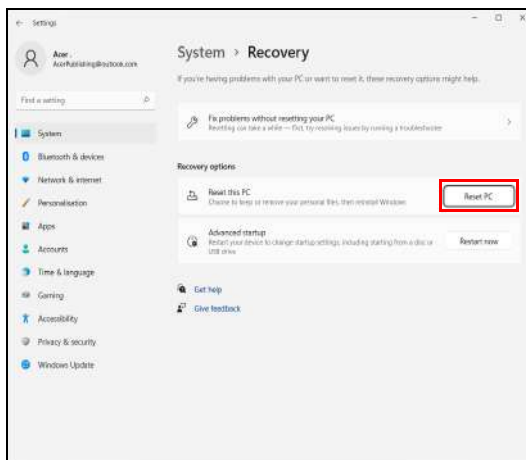 Settings
Acer .
AcerPublishing@outlook.com
Find a setting
System
Bluetooth & devices
Network & internet
Personalisation
Apps
Accounts
Time & language
Gaming
Accessibility
Privacy & security
Windows Update
System > Recovery
If you're having problems with your PC or want to reset it, these recovery options might help.
Fix problems without resetting your PC
Resetting can take a while — first, try resolving issues by running a troubleshooter
Recovery options
Reset this PC
Choose to keep or remove your personal files, then reinstall Windows
Reset PC
Advanced startup
Restart your device to change startup settings, including starting from a disc or
USB drive
Restart now
Get help
Give feedback